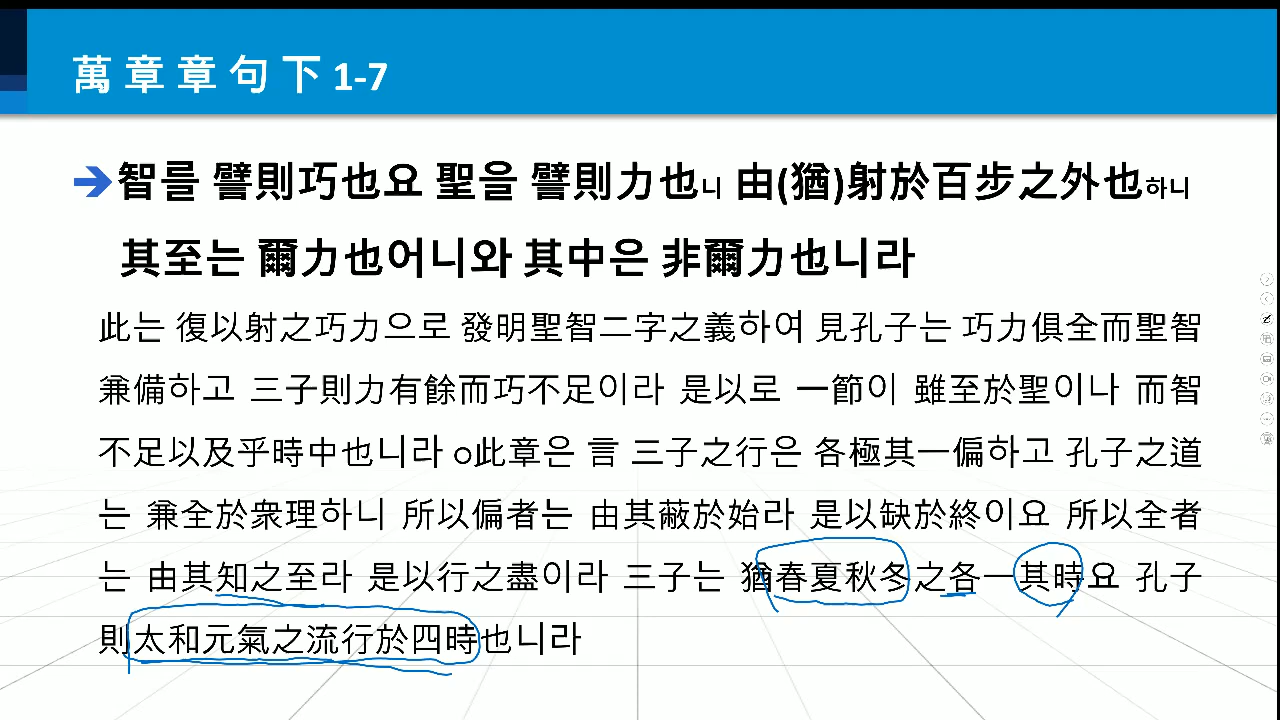 萬章章句下 1-7
智를 譬則巧也요 聖을 譬則力也니 由(猶)射於百步之外也하니
其至는 爾力也어니와 其中은 非爾力也니라
此는 復以射之巧力으로 發明聖智二字之義하여 見孔子는 巧力俱全而聖智
兼備하고 三子則力有餘而巧不足이라 是以로 一節이 雖至於聖이나 而智
不足以及乎時中也니라 o此章은 言 三子之行은 各極其一偏하고 孔子之道
는 兼全於衆理하니 所以偏者는 由其蔽於始라 是以缺於終이요 所以全者
는 由其知之至라 是以行之盡이라 三子는 猶春夏秋冬之各一其時요 孔子
則太和元氣之流行於四時也니라